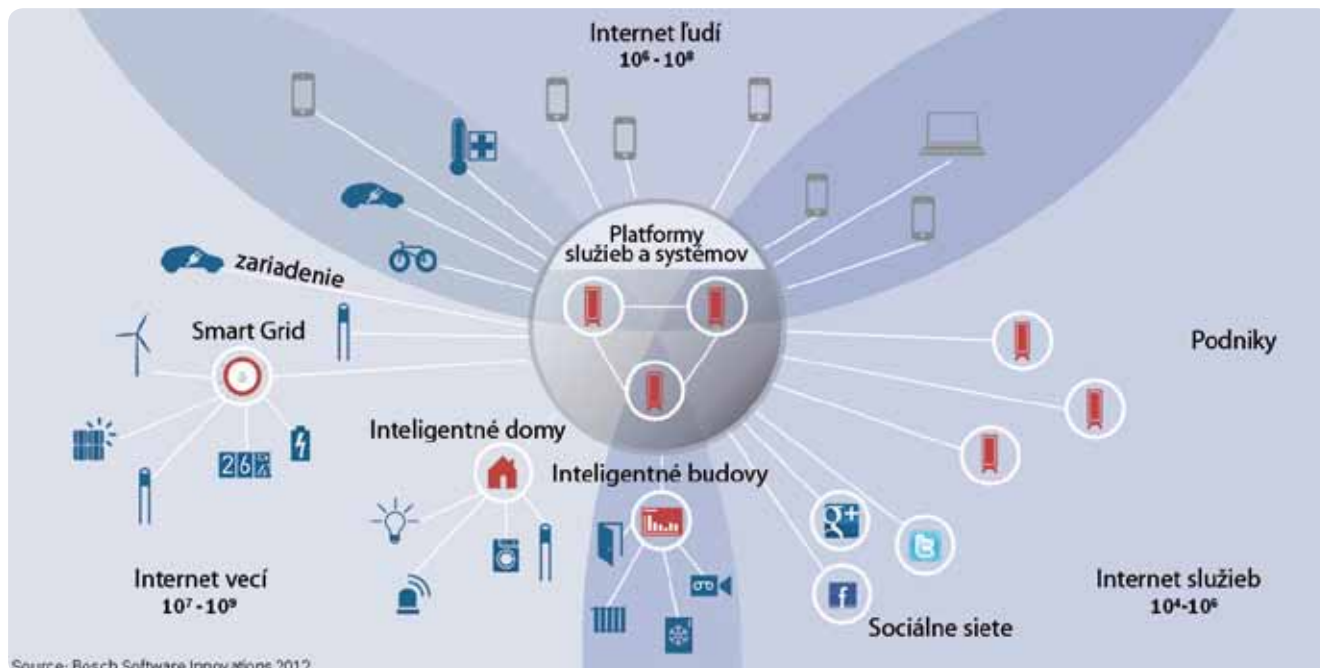 Internet ľudí
10⁶ - 10⁸
Platformy
služieb a systémov
zariadenie
Smart Grid
Podniky
26
Inteligentné domy
Inteligentné budovy
g+
t
f
Internet vecí
10⁷ - 10⁹
Internet služieb
10⁴-10⁶
Sociálne siete
Source: Bosch Software Innovations 2012